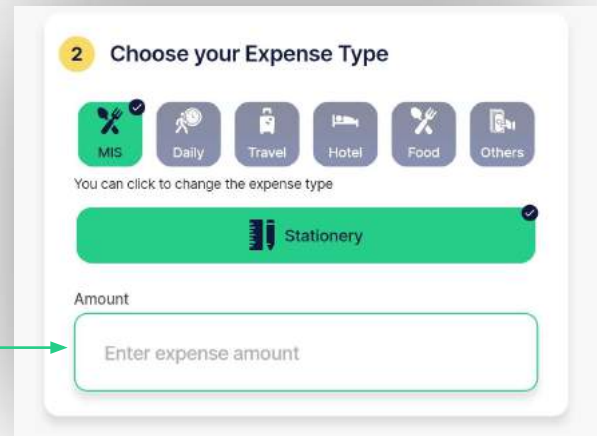 2 Choose your Expense Type
MIS Daily Travel Hotel Food Others
You can click to change the expense type
Stationery
Amount
Enter expense amount